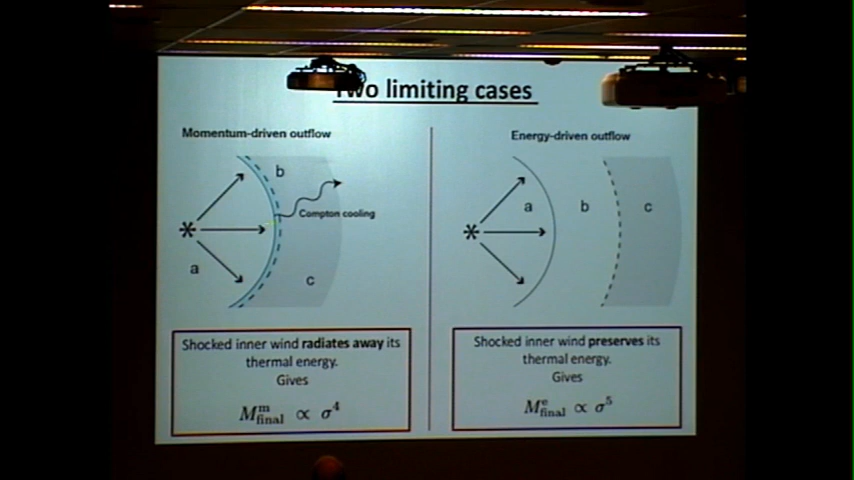 Two limiting cases
Momentum-driven outflow
b
Compton cooling
a
c
Shocked inner wind radiates away its
thermal energy.
Gives
M^m_final ∝ σ^4
Energy-driven outflow
a
b
c
Shocked inner wind preserves its
thermal energy.
Gives
M^e_final ∝ σ^5